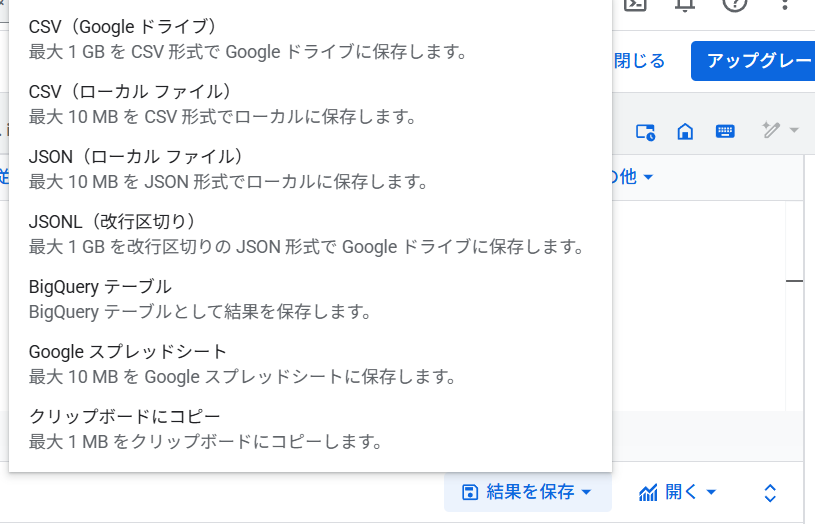 CSV（Google ドライブ）
最大 1 GB を CSV 形式で Google ドライブに保存します。
CSV（ローカル ファイル）
最大 10 MB を CSV 形式でローカルに保存します。
JSON（ローカル ファイル）
最大 10 MB を JSON 形式でローカルに保存します。
JSONL（改行区切り）
最大 1 GB を改行区切りの JSON 形式で Google ドライブに保存します。
BigQuery テーブル
BigQuery テーブルとして結果を保存します。
Google スプレッドシート
最大 10 MB を Google スプレッドシートに保存します。
クリップボードにコピー
最大 1 MB をクリップボードにコピーします。
閉じる
アップグレー
の他
結果を保存
開く